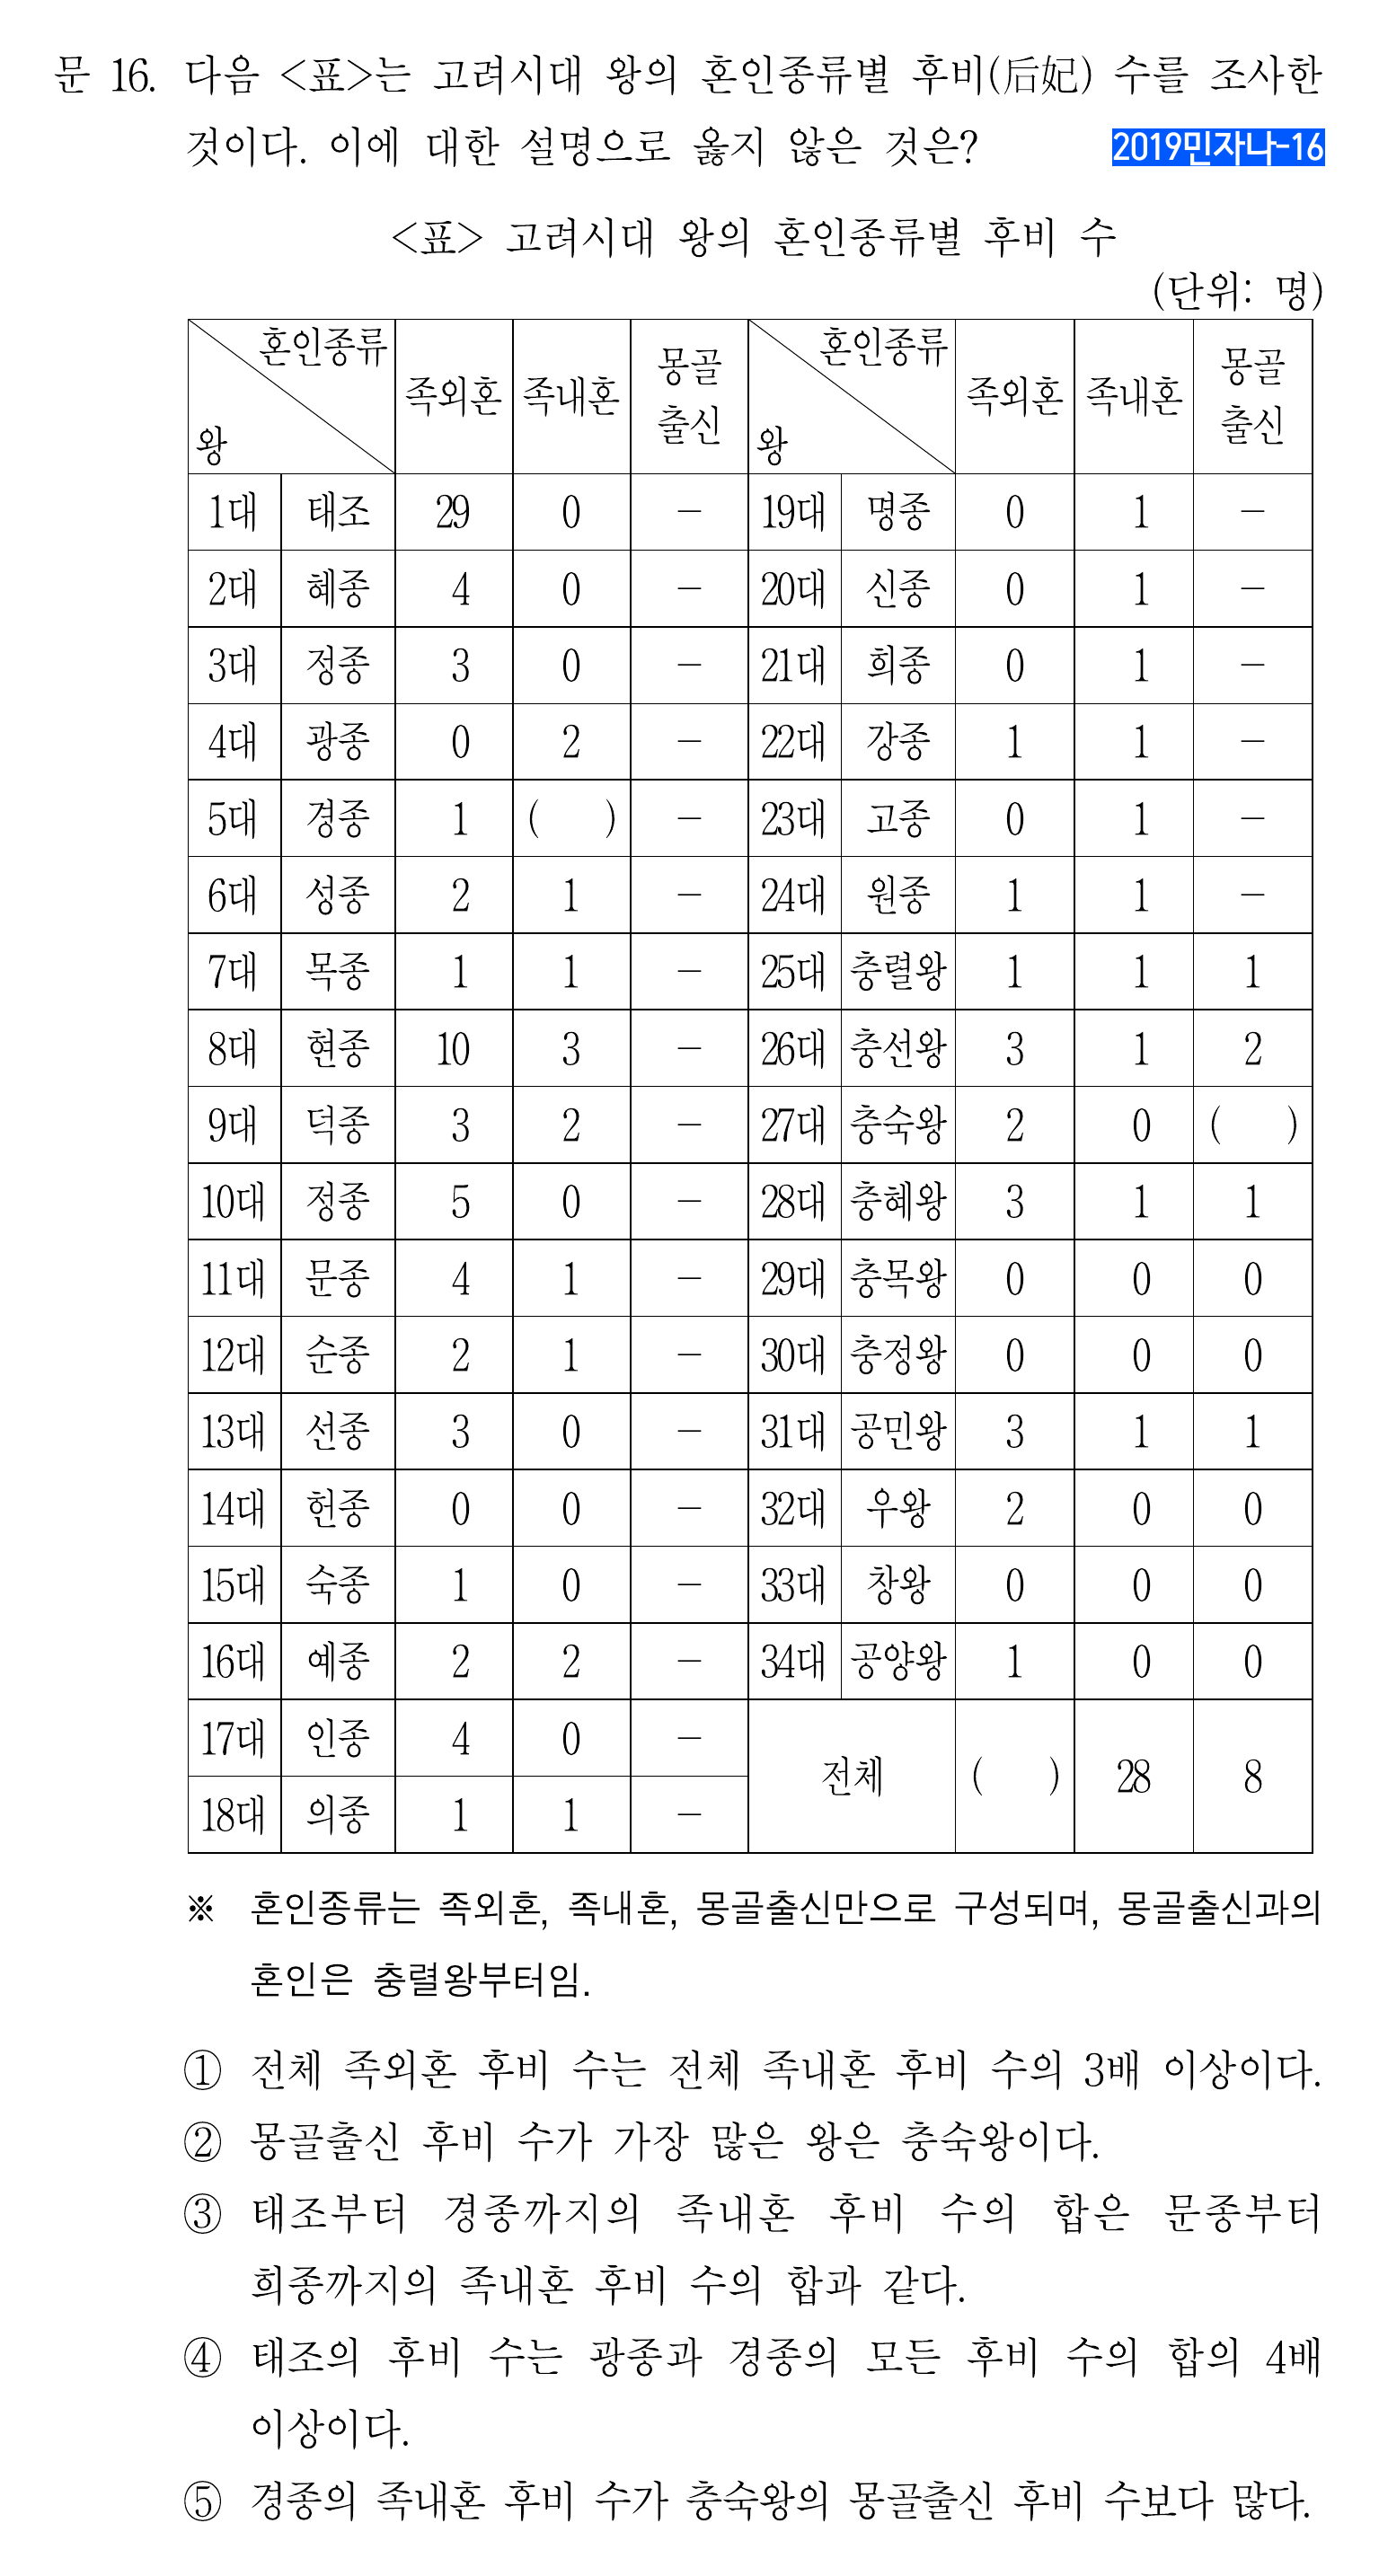 문 16. 다음 <표>는 고려시대 왕의 혼인종류별 후비(后妃) 수를 조사한
것이다. 이에 대한 설명으로 옳지 않은 것은?
2019민자나-16
<표> 고려시대 왕의 혼인종류별 후비 수
(단위: 명)
혼인종류 왕 족외혼 족내혼 몽골출신 혼인종류 왕 족외혼 족내혼 몽골출신
1대 태조 29 0 - 19대 명종 0 1 -
2대 혜종 4 0 - 20대 신종 0 1 -
3대 정종 3 0 - 21대 희종 0 1 -
4대 광종 0 2 - 22대 강종 1 1 -
5대 경종 1 ( ) - 23대 고종 0 1 -
6대 성종 2 1 - 24대 원종 1 1 -
7대 목종 1 1 - 25대 충렬왕 1 1 1
8대 현종 10 3 - 26대 충선왕 3 1 2
9대 덕종 3 2 - 27대 충숙왕 2 0 ( )
10대 정종 5 0 - 28대 충혜왕 3 1 1
11대 문종 4 1 - 29대 충목왕 0 0 0
12대 순종 2 1 - 30대 충정왕 0 0 0
13대 선종 3 0 - 31대 공민왕 3 1 1
14대 헌종 0 0 - 32대 우왕 2 0 0
15대 숙종 1 0 - 33대 창왕 0 0 0
16대 예종 2 2 - 34대 공양왕 1 0 0
17대 인종 4 0 - 전체 ( ) 28 8
18대 의종 1 1 -
※ 혼인종류는 족외혼, 족내혼, 몽골출신만으로 구성되며, 몽골출신과의
혼인은 충렬왕부터임.
① 전체 족외혼 후비 수는 전체 족내혼 후비 수의 3배 이상이다.
② 몽골출신 후비 수가 가장 많은 왕은 충숙왕이다.
③ 태조부터 경종까지의 족내혼 후비 수의 합은 문종부터
희종까지의 족내혼 후비 수의 합과 같다.
④ 태조의 후비 수는 광종과 경종의 모든 후비 수의 합의 4배
이상이다.
⑤ 경종의 족내혼 후비 수가 충숙왕의 몽골출신 후비 수보다 많다.